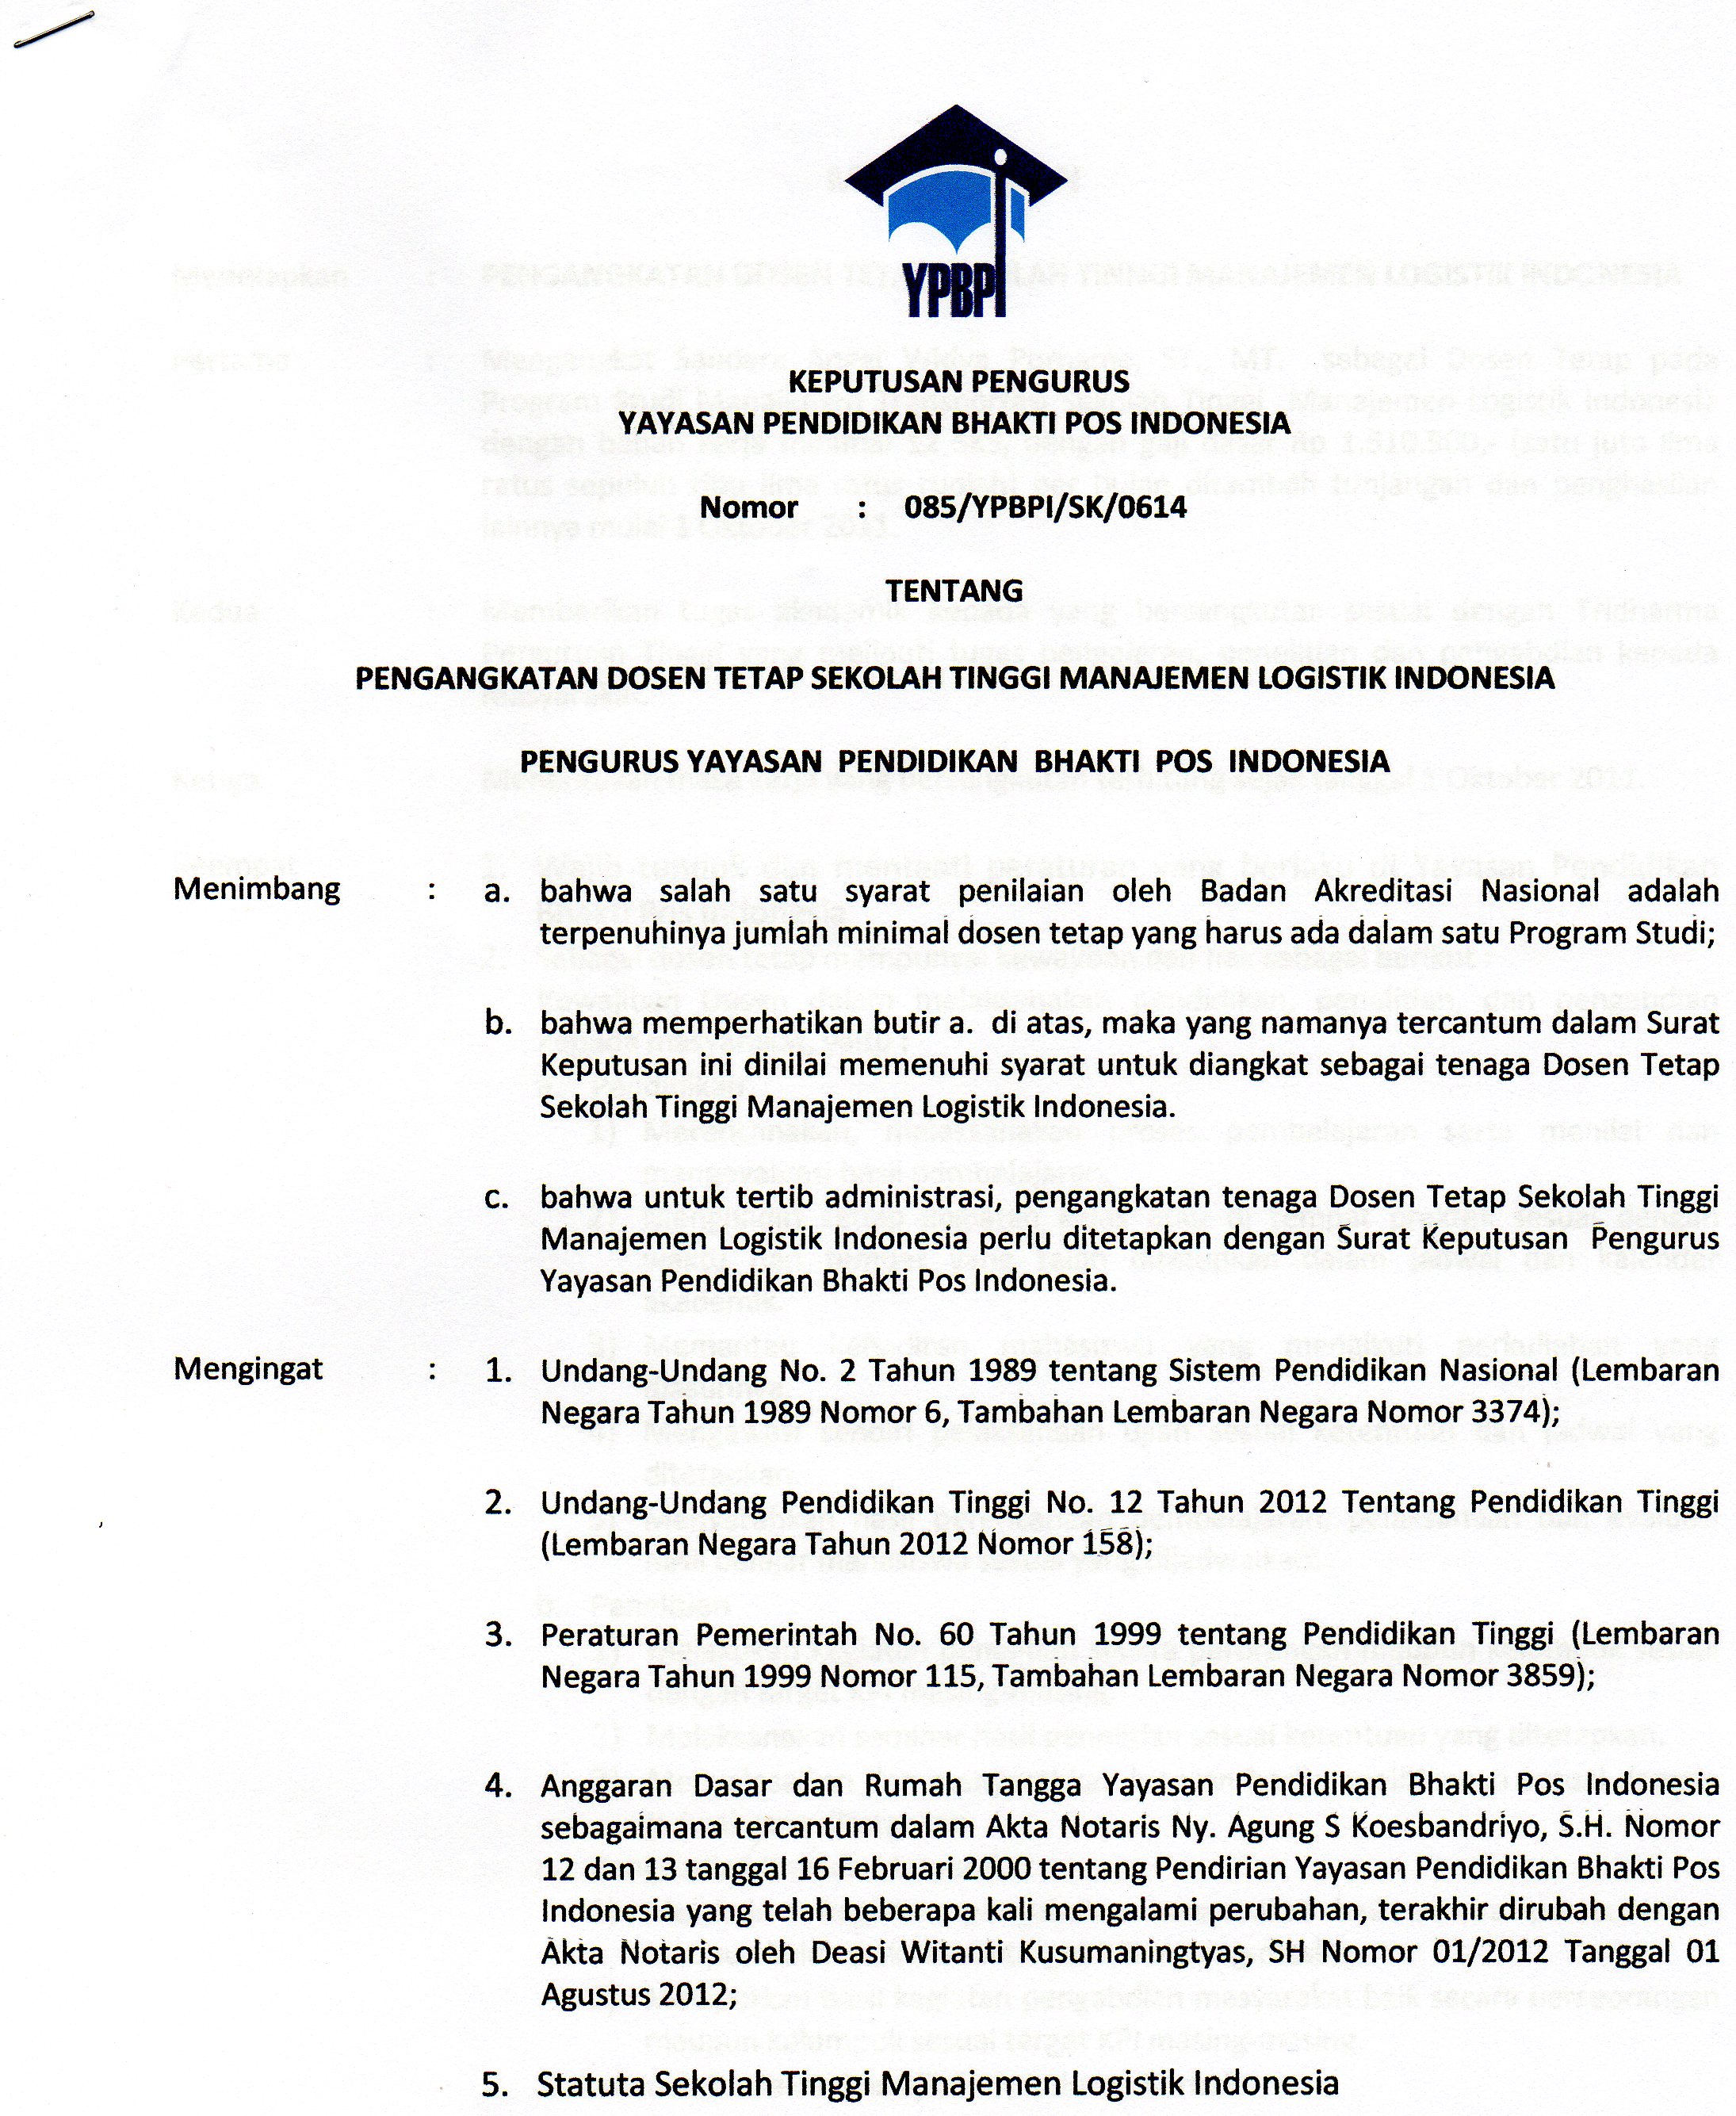 YPBPI
KEPUTUSAN PENGURUS
YAYASAN PENDIDIKAN BHAKTI POS INDONESIA
Nomor : 085/YPBPI/SK/0614
TENTANG
PENGANGKATAN DOSEN TETAP SEKOLAH TINGGI MANAJEMEN LOGISTIK INDONESIA
PENGURUS YAYASAN PENDIDIKAN BHAKTI POS INDONESIA
Menimbang : a. bahwa salah satu syarat penilaian oleh Badan Akreditasi Nasional adalah
terpenuhinya jumlah minimal dosen tetap yang harus ada dalam satu Program Studi;
b. bahwa memperhatikan butir a. di atas, maka yang namanya tercantum dalam Surat
Keputusan ini dinilai memenuhi syarat untuk diangkat sebagai tenaga Dosen Tetap
Sekolah Tinggi Manajemen Logistik Indonesia.
c. bahwa untuk tertib administrasi, pengangkatan tenaga Dosen Tetap Sekolah Tinggi
Manajemen Logistik Indonesia perlu ditetapkan dengan Surat Keputusan Pengurus
Yayasan Pendidikan Bhakti Pos Indonesia.
Mengingat : 1. Undang-Undang No. 2 Tahun 1989 tentang Sistem Pendidikan Nasional (Lembaran
Negara Tahun 1989 Nomor 6, Tambahan Lembaran Negara Nomor 3374);
2. Undang-Undang Pendidikan Tinggi No. 12 Tahun 2012 Tentang Pendidikan Tinggi
(Lembaran Negara Tahun 2012 Nomor 158);
3. Peraturan Pemerintah No. 60 Tahun 1999 tentang Pendidikan Tinggi (Lembaran
Negara Tahun 1999 Nomor 115, Tambahan Lembaran Negara Nomor 3859);
4. Anggaran Dasar dan Rumah Tangga Yayasan Pendidikan Bhakti Pos Indonesia
sebagaimana tercantum dalam Akta Notaris Ny. Agung S Koesbandriyo, S.H. Nomor
12 dan 13 tanggal 16 Februari 2000 tentang Pendirian Yayasan Pendidikan Bhakti Pos
Indonesia yang telah beberapa kali mengalami perubahan, terakhir dirubah dengan
Akta Notaris oleh Deasi Witanti Kusumaningtyas, SH Nomor 01/2012 Tanggal 01
Agustus 2012;
5. Statuta Sekolah Tinggi Manajemen Logistik Indonesia